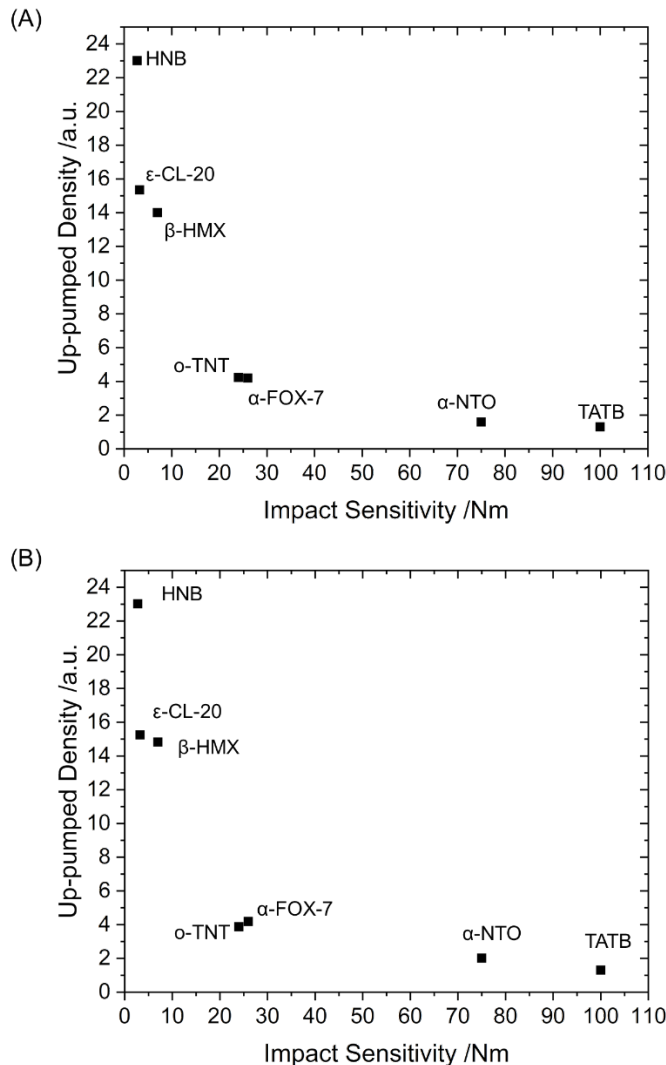 (A)
24
22
20
18
16
14
12
10
8
6
4
2
0
Up-pumped Density /a.u.
HNB
ε-CL-20
β-HMX
o-TNT
α-FOX-7
α-NTO
TATB
0 10 20 30 40 50 60 70 80 90 100 110
Impact Sensitivity /Nm
(B)
24
22
20
18
16
14
12
10
8
6
4
2
0
Up-pumped Density /a.u.
HNB
ε-CL-20
β-HMX
α-FOX-7
o-TNT
α-NTO
TATB
0 10 20 30 40 50 60 70 80 90 100 110
Impact Sensitivity /Nm